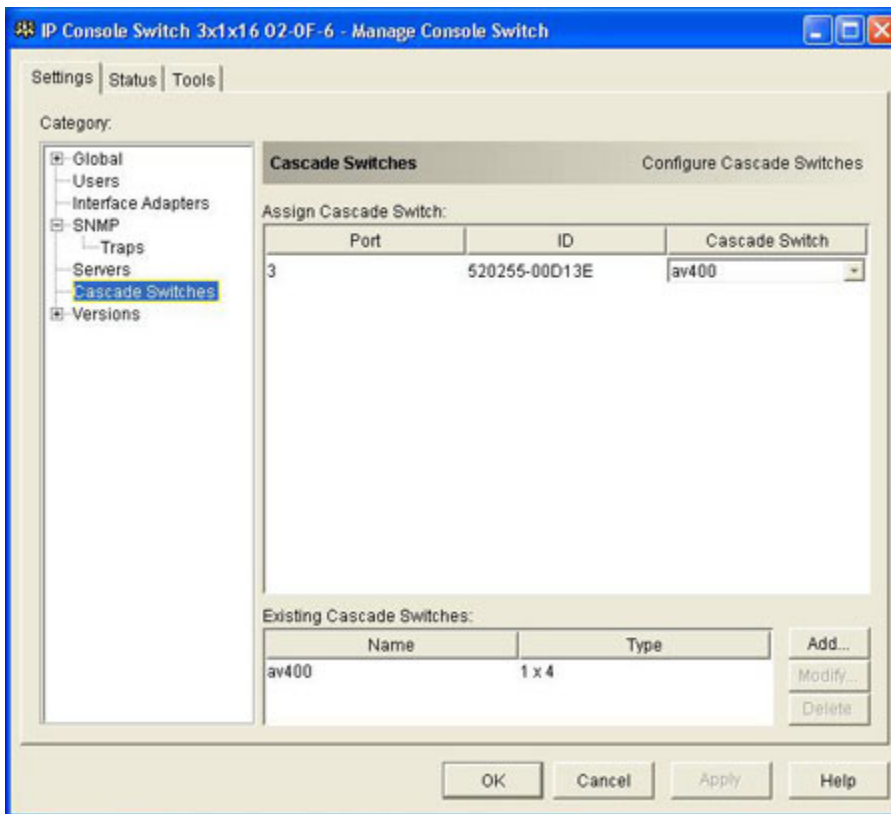 IP Console Switch 3x1x16 02-0F-6 - Manage Console Switch
Settings Status Tools
Category:
Global
Users
Interface Adapters
SNMP
Traps
Servers
Cascade Switches
Versions
Cascade Switches Configure Cascade Switches
Assign Cascade Switch:
Port ID Cascade Switch
3 520255-00D13E av400
Existing Cascade Switches:
Name Type
av400 1 x 4
Add...
Modify...
Delete
OK Cancel Apply Help